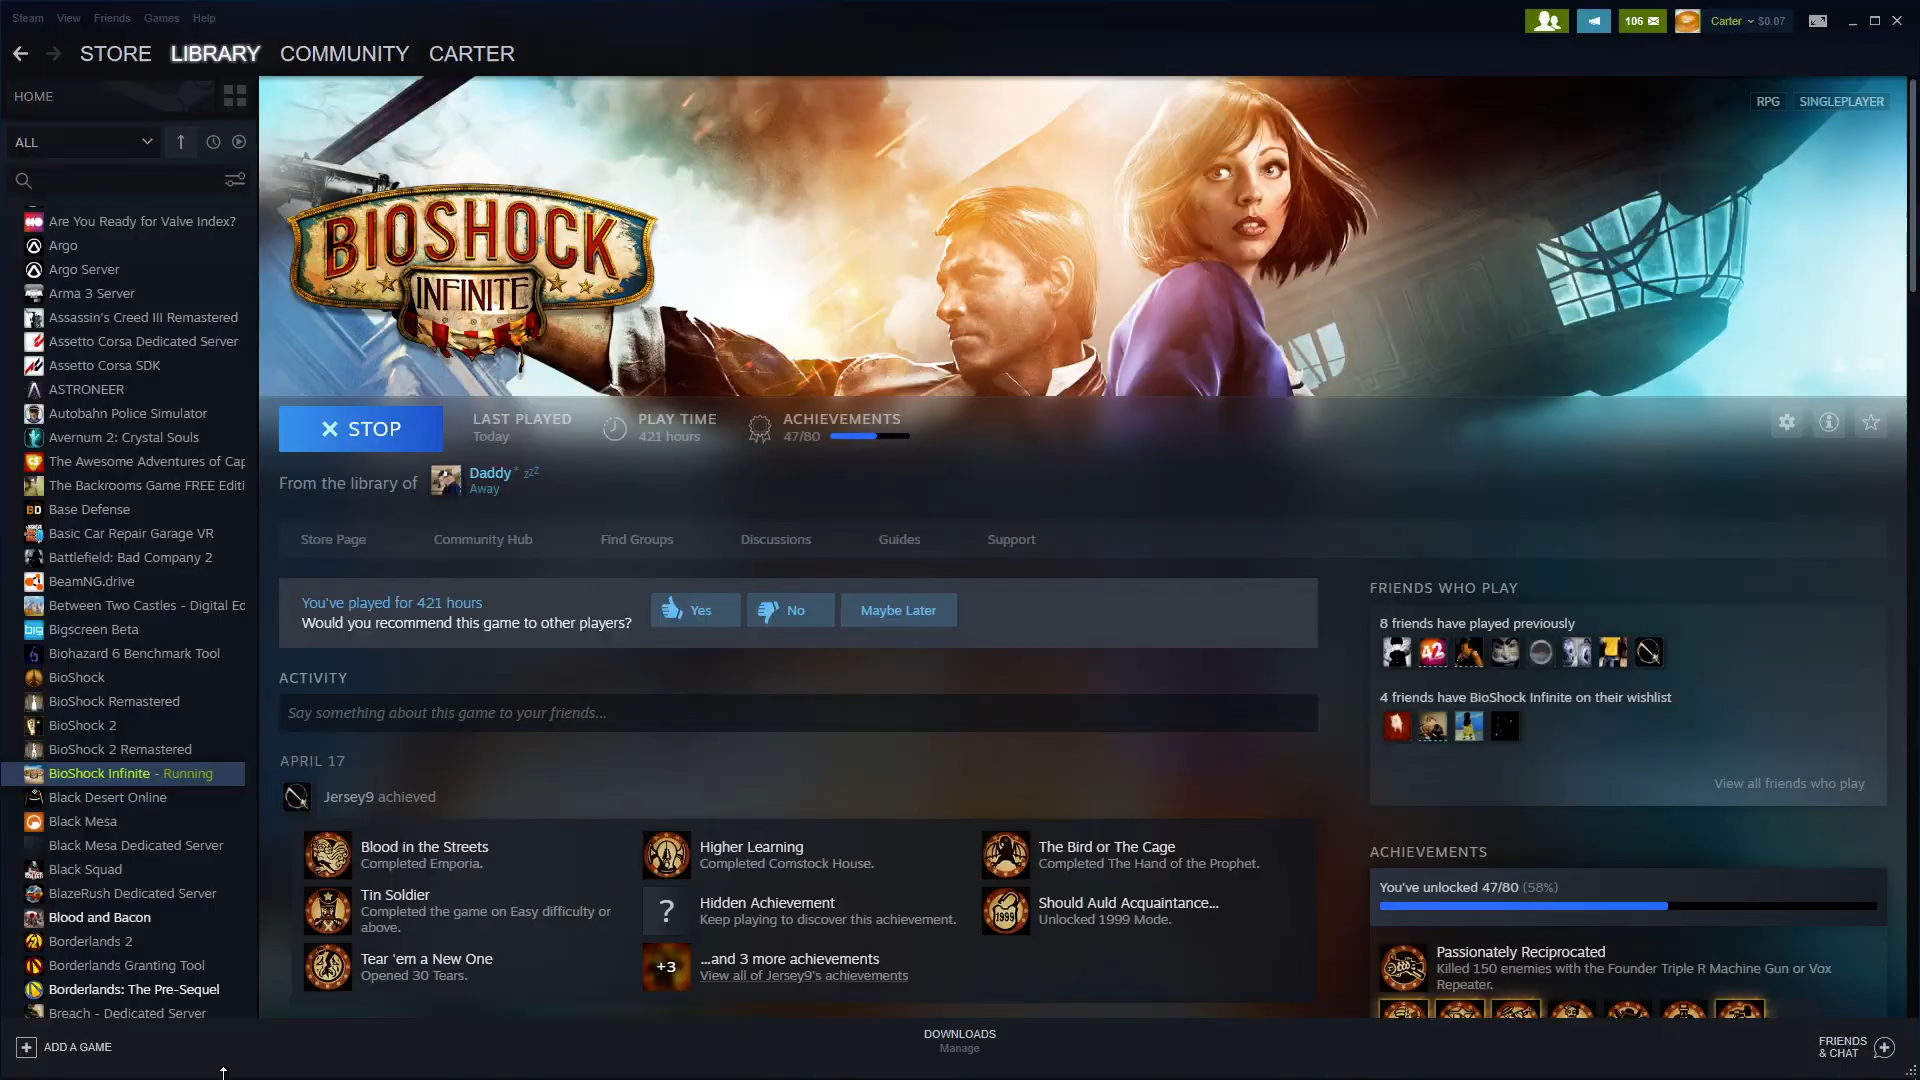 Steam View Friends Games Help
106
Carter $0.07
STORE LIBRARY COMMUNITY CARTER
HOME
RPG SINGLEPLAYER
ALL
BIOSHOCK
INFINITE
Are You Ready for Valve Index?
Argo
Argo Server
Arma 3 Server
Assassin's Creed III Remastered
Assetto Corsa Dedicated Server
Assetto Corsa SDK
ASTRONEER
Autobahn Police Simulator
Avernum 2: Crystal Souls
The Awesome Adventures of Cap
The Backrooms Game FREE Editi
Base Defense
Basic Car Repair Garage VR
Battlefield: Bad Company 2
BeamNG.drive
Between Two Castles - Digital Ed
Bigscreen Beta
Biohazard 6 Benchmark Tool
BioShock
BioShock Remastered
BioShock 2
BioShock 2 Remastered
BioShock Infinite - Running
Black Desert Online
Black Mesa
Black Mesa Dedicated Server
Black Squad
BlazeRush Dedicated Server
Blood and Bacon
Borderlands 2
Borderlands Granting Tool
Borderlands: The Pre-Sequel
Breach - Dedicated Server
STOP
LAST PLAYED
Today
PLAY TIME
421 hours
ACHIEVEMENTS
47/80
From the library of
Daddy * zzZ
Away
Store Page Community Hub Find Groups Discussions Guides Support
You've played for 421 hours
Would you recommend this game to other players?
Yes
No
Maybe Later
ACTIVITY
Say something about this game to your friends...
APRIL 17
Jersey9 achieved
Blood in the Streets
Completed Emporia.
Higher Learning
Completed Comstock House.
The Bird or The Cage
Completed The Hand of the Prophet.
Tin Soldier
Completed the game on Easy difficulty or
above.
?
Hidden Achievement
Keep playing to discover this achievement.
1999
Should Auld Acquaintance...
Unlocked 1999 Mode.
Tear 'em a New One
Opened 30 Tears.
+3
...and 3 more achievements
View all of Jersey9's achievements
FRIENDS WHO PLAY
8 friends have played previously
42
4 friends have BioShock Infinite on their wishlist
View all friends who play
ACHIEVEMENTS
You've unlocked 47/80 (58%)
Passionately Reciprocated
Killed 150 enemies with the Founder Triple R Machine Gun or Vox
Repeater.
ADD A GAME
DOWNLOADS
Manage
FRIENDS
& CHAT